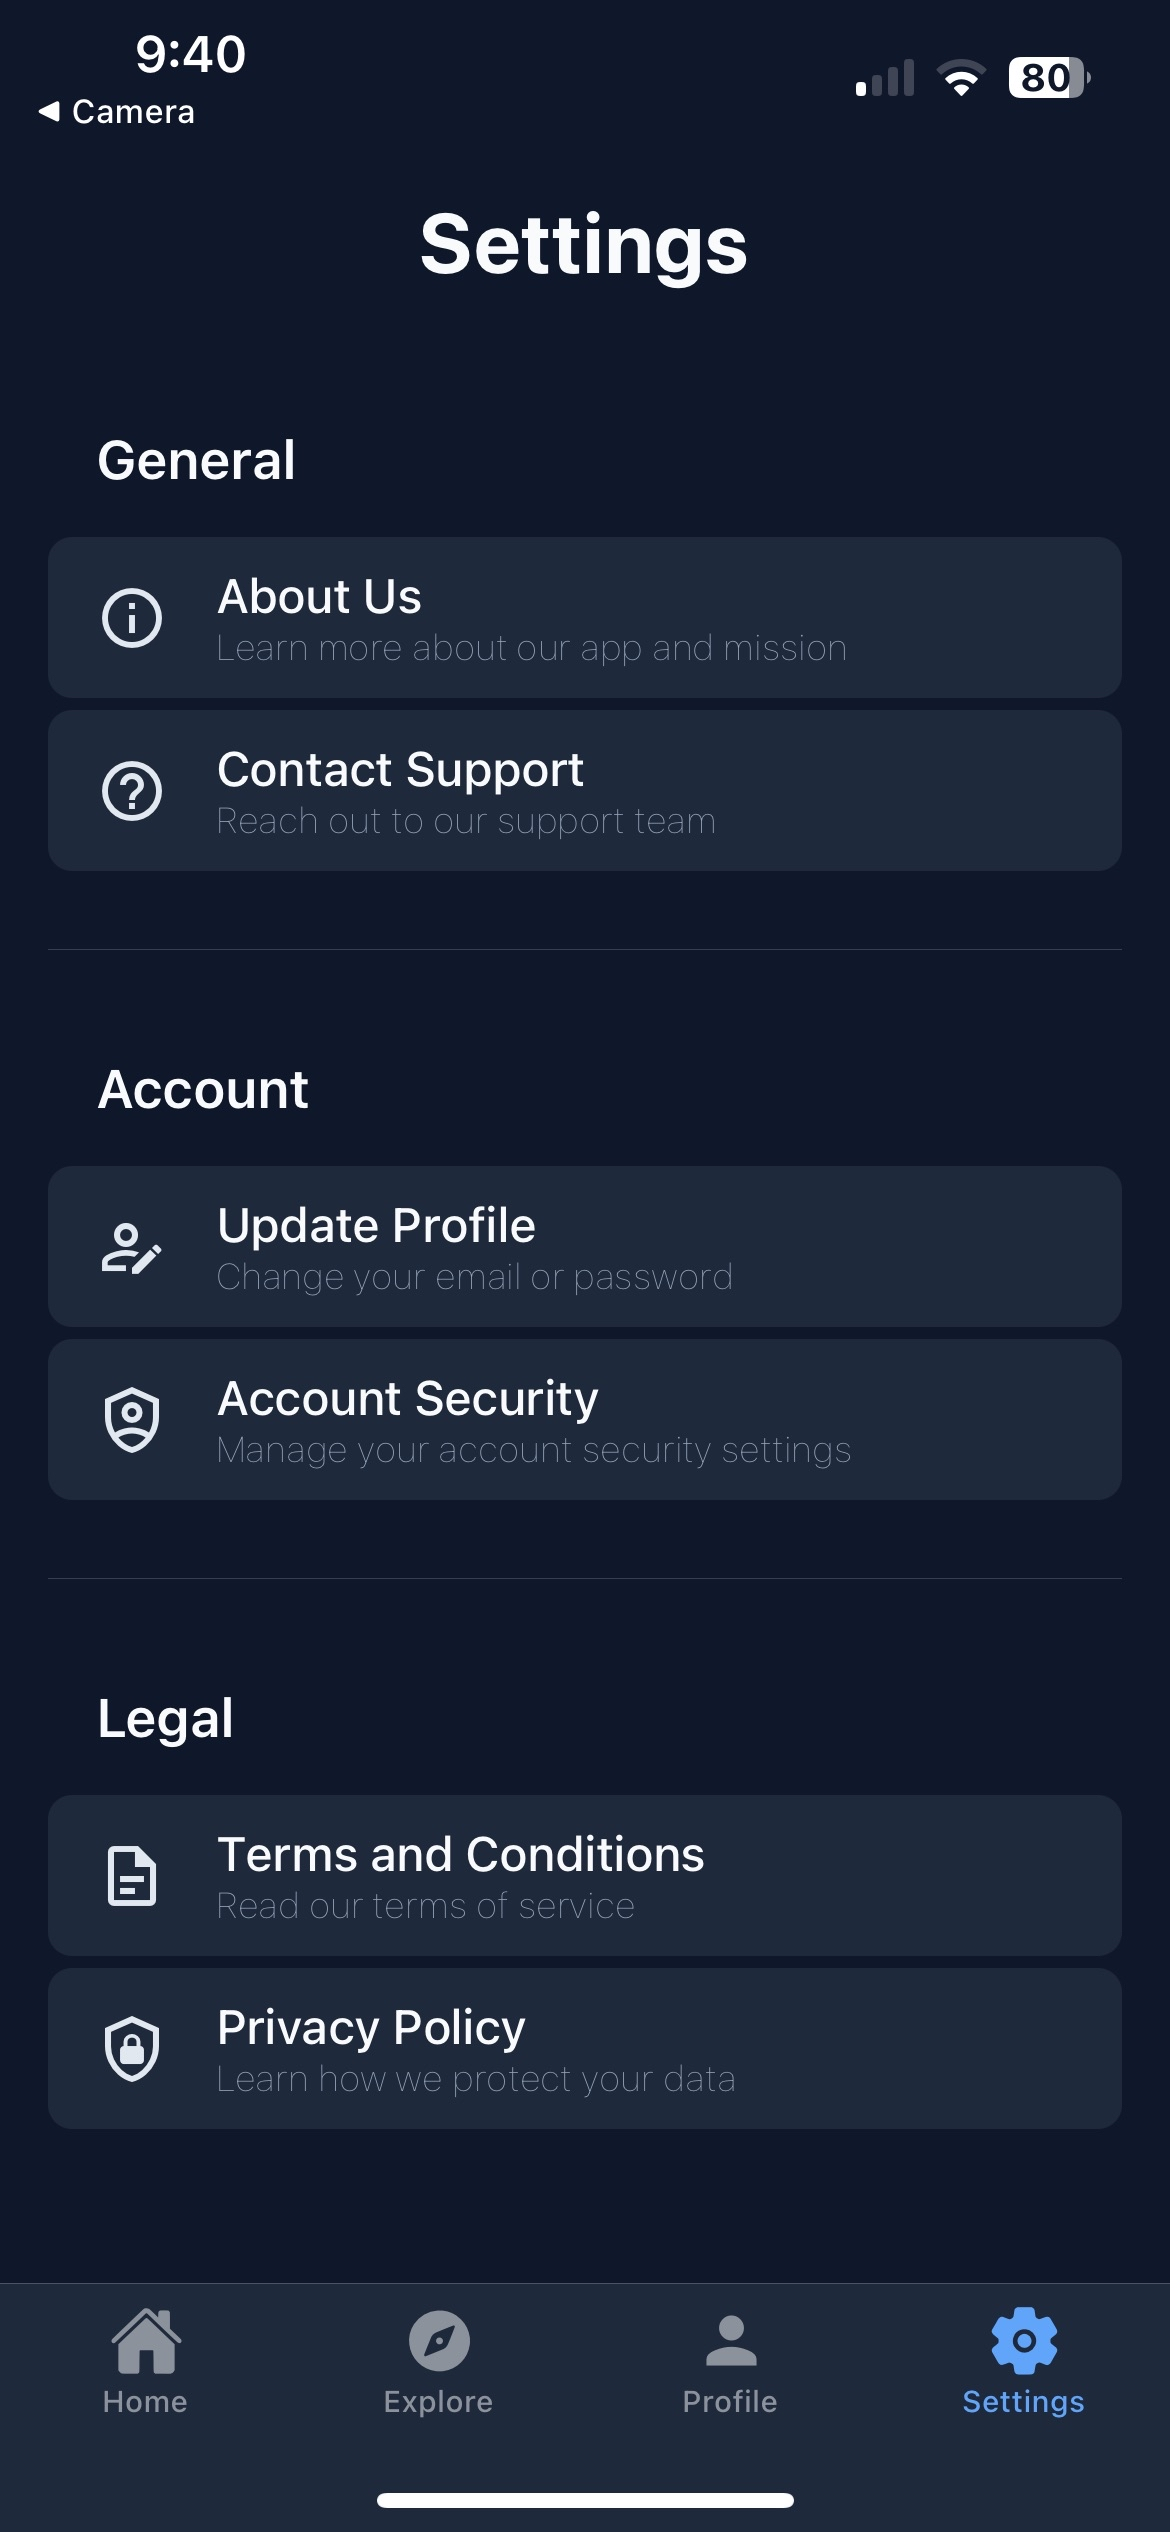 9:40
80
Camera
Settings
General
About Us
Learn more about our app and mission
Contact Support
Reach out to our support team
Account
Update Profile
Change your email or password
Account Security
Manage your account security settings
Legal
Terms and Conditions
Read our terms of service
Privacy Policy
Learn how we protect your data
Home
Explore
Profile
Settings